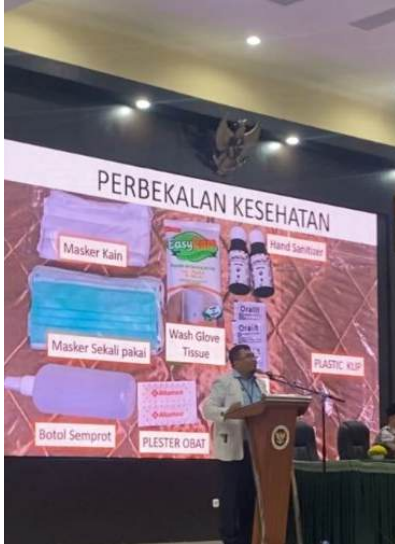 PERBEKALAN KESEHATAN
Masker Kain
Easy
Hand Sanitizer
Oralit
Masker Sekali pakai
Wash Glove
Tissue
PLASTIC KLIP
Botol Semprot
PLESTER OBAT